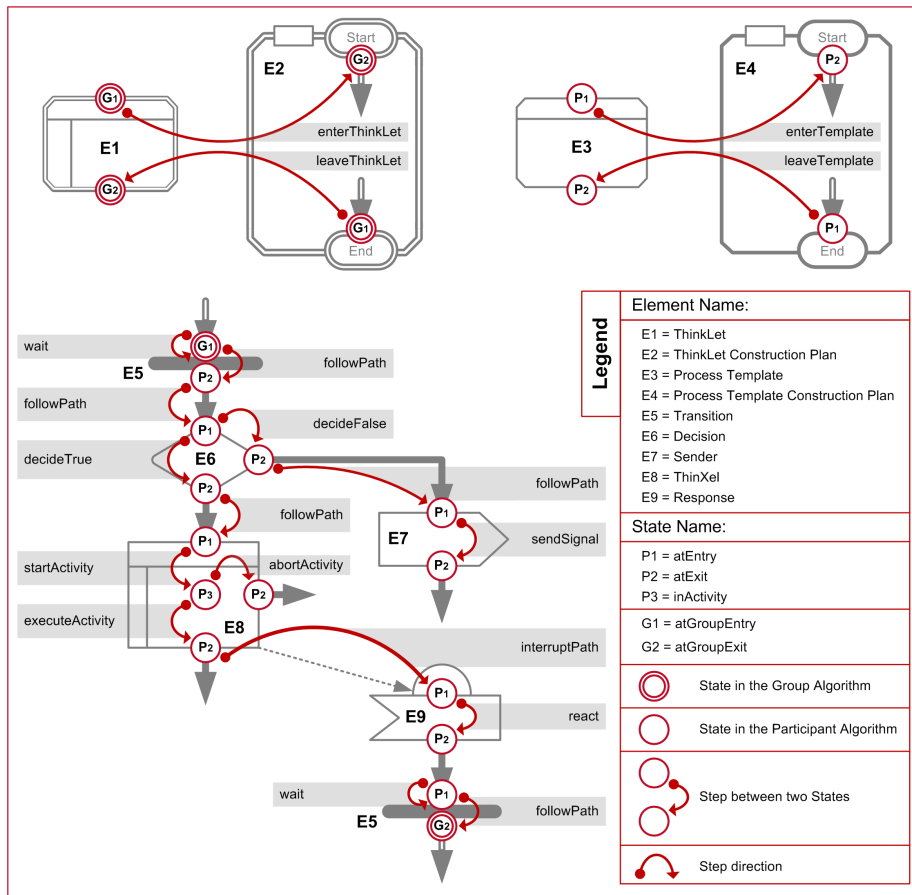 Start
G2
E2
G1
E1
enterThinkLet
leaveThinkLet
G2
G1
End
Start
P2
E4
P1
E3
enterTemplate
leaveTemplate
P2
P1
End
wait
G1
followPath
E5
P2
followPath
P1
decideFalse
decideTrue
E6
P2
P2
followPath
followPath
P1
E7
sendSignal
P2
P1
startActivity
abortActivity
P3
P2
executeActivity
E8
P2
interruptPath
P1
E9
react
P2
wait
P1
E5
followPath
G2
Legend
Element Name:
E1 = ThinkLet
E2 = ThinkLet Construction Plan
E3 = Process Template
E4 = Process Template Construction Plan
E5 = Transition
E6 = Decision
E7 = Sender
E8 = ThinXel
E9 = Response
State Name:
P1 = atEntry
P2 = atExit
P3 = inActivity
G1 = atGroupEntry
G2 = atGroupExit
State in the Group Algorithm
State in the Participant Algorithm
Step between two States
Step direction